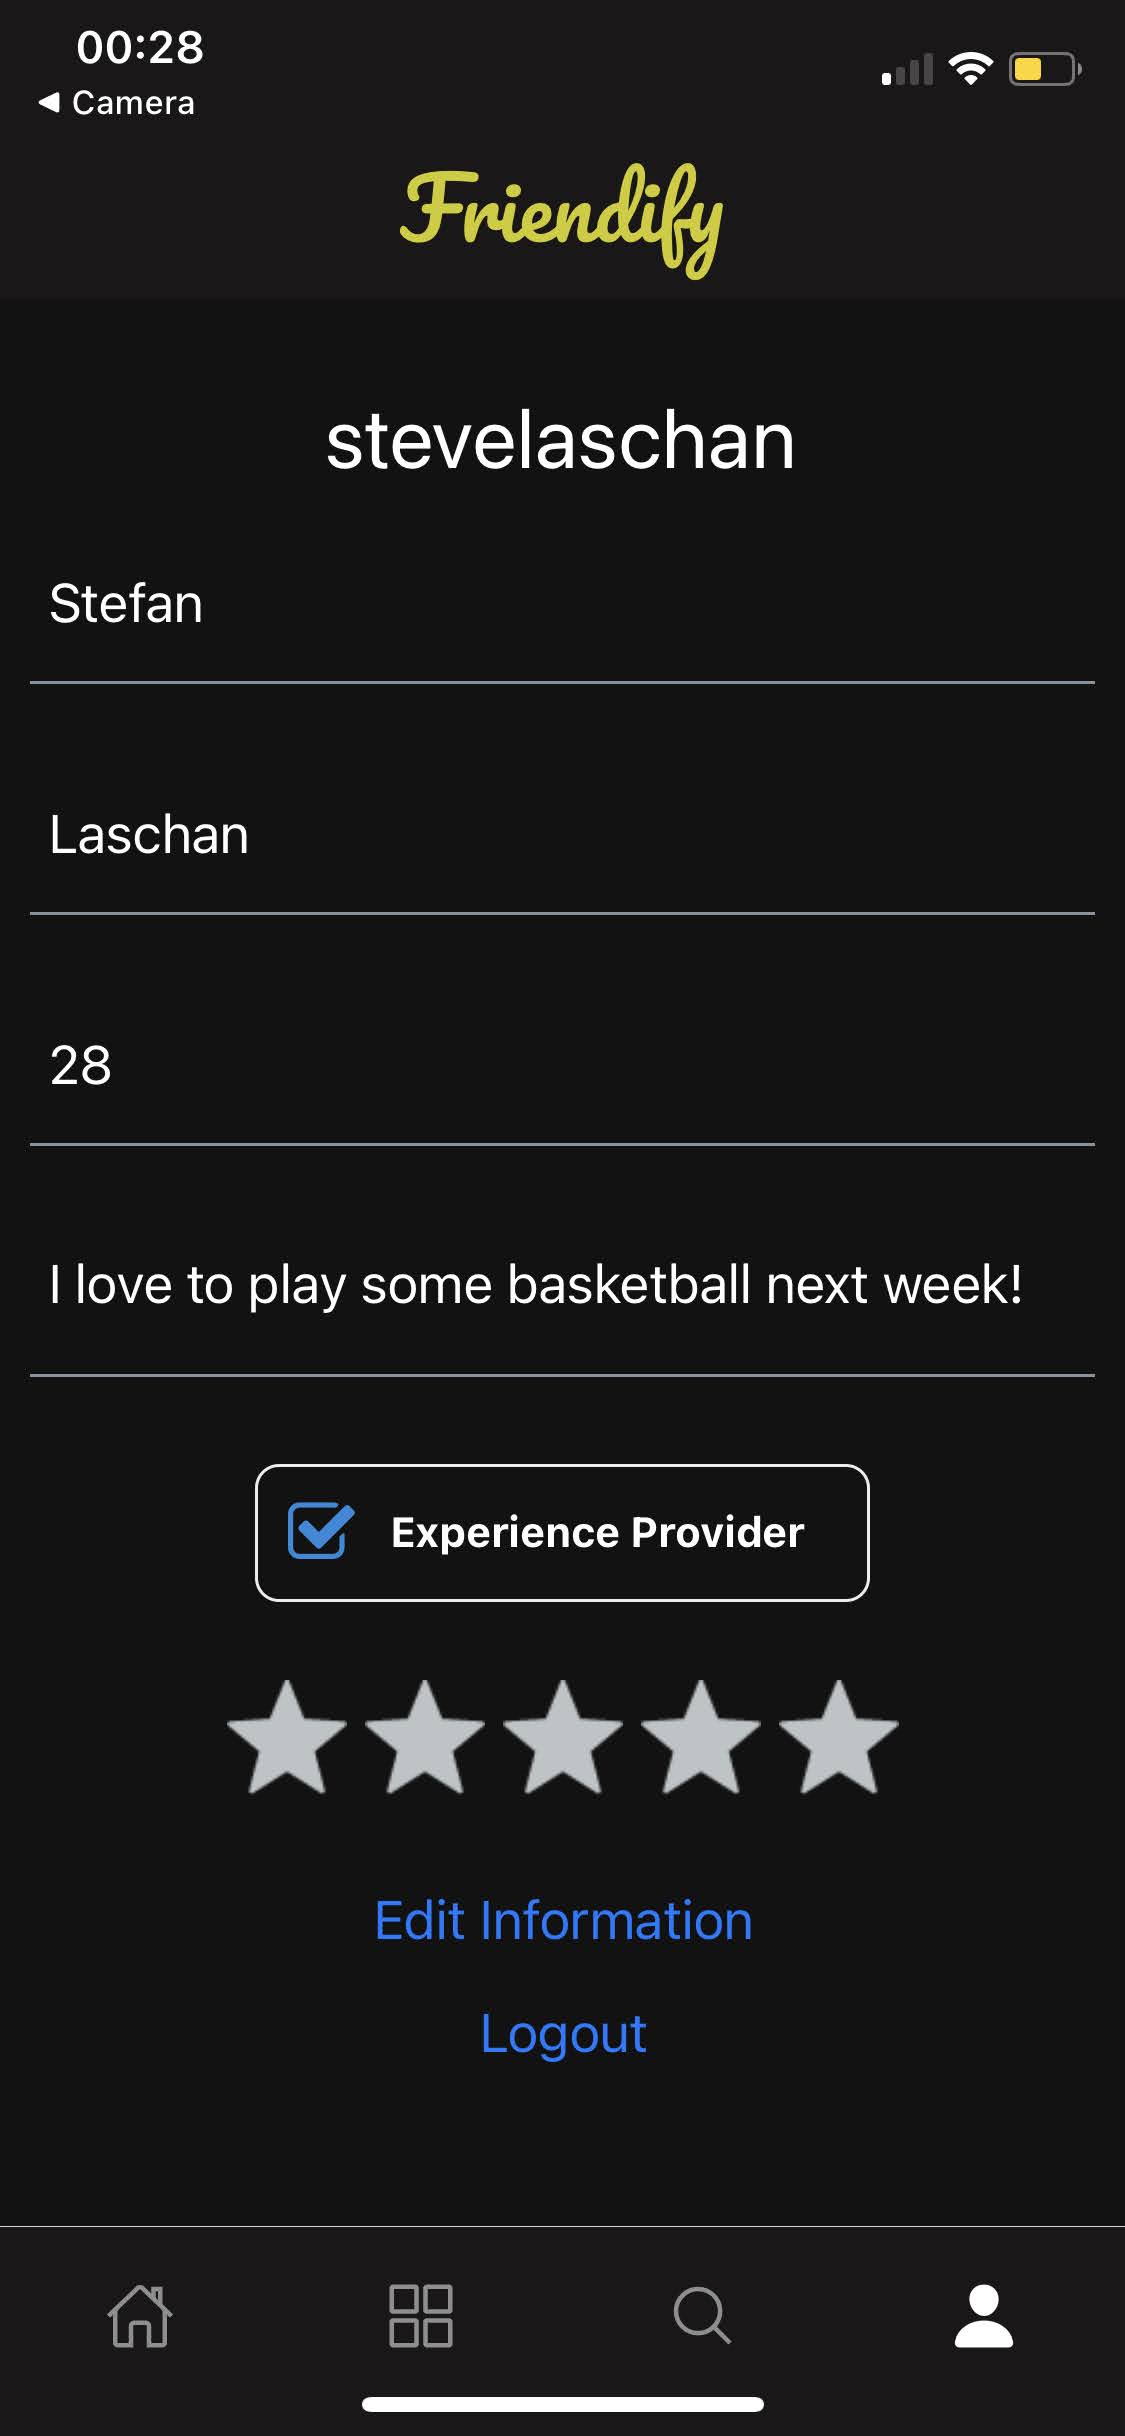 00:28
Camera
Friendify
stevelaschan
Stefan
Laschan
28
I love to play some basketball next week!
Experience Provider
Edit Information
Logout